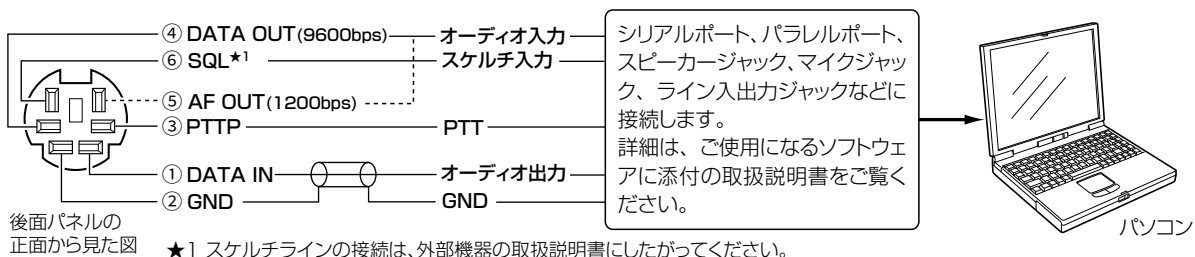 ④ DATA OUT(9600bps) オーディオ入力
⑥ SQL★1 スケルチ入力
⑤ AF OUT(1200bps)
③ PTTP PTT
① DATA IN オーディオ出力
② GND GND
後面パネルの
正面から見た図
シリアルポート、パラレルポート、
スピーカージャック、マイクジャッ
ク、ライン入出力ジャックなどに
接続します。
詳細は、ご使用になるソフトウェ
アに添付の取扱説明書をご覧く
ださい。
パソコン
★1 スケルチラインの接続は、外部機器の取扱説明書にしたがってください。